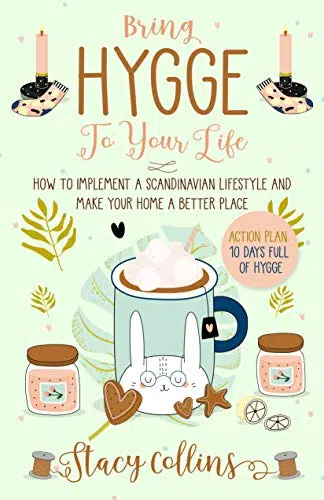 Bring
HYGGE
To Your Life
HOW TO IMPLEMENT A SCANDINAVIAN LIFESTYLE AND
MAKE YOUR HOME A BETTER PLACE
ACTION PLAN:
10 DAYS FULL
OF HYGGE
Stacy Collins